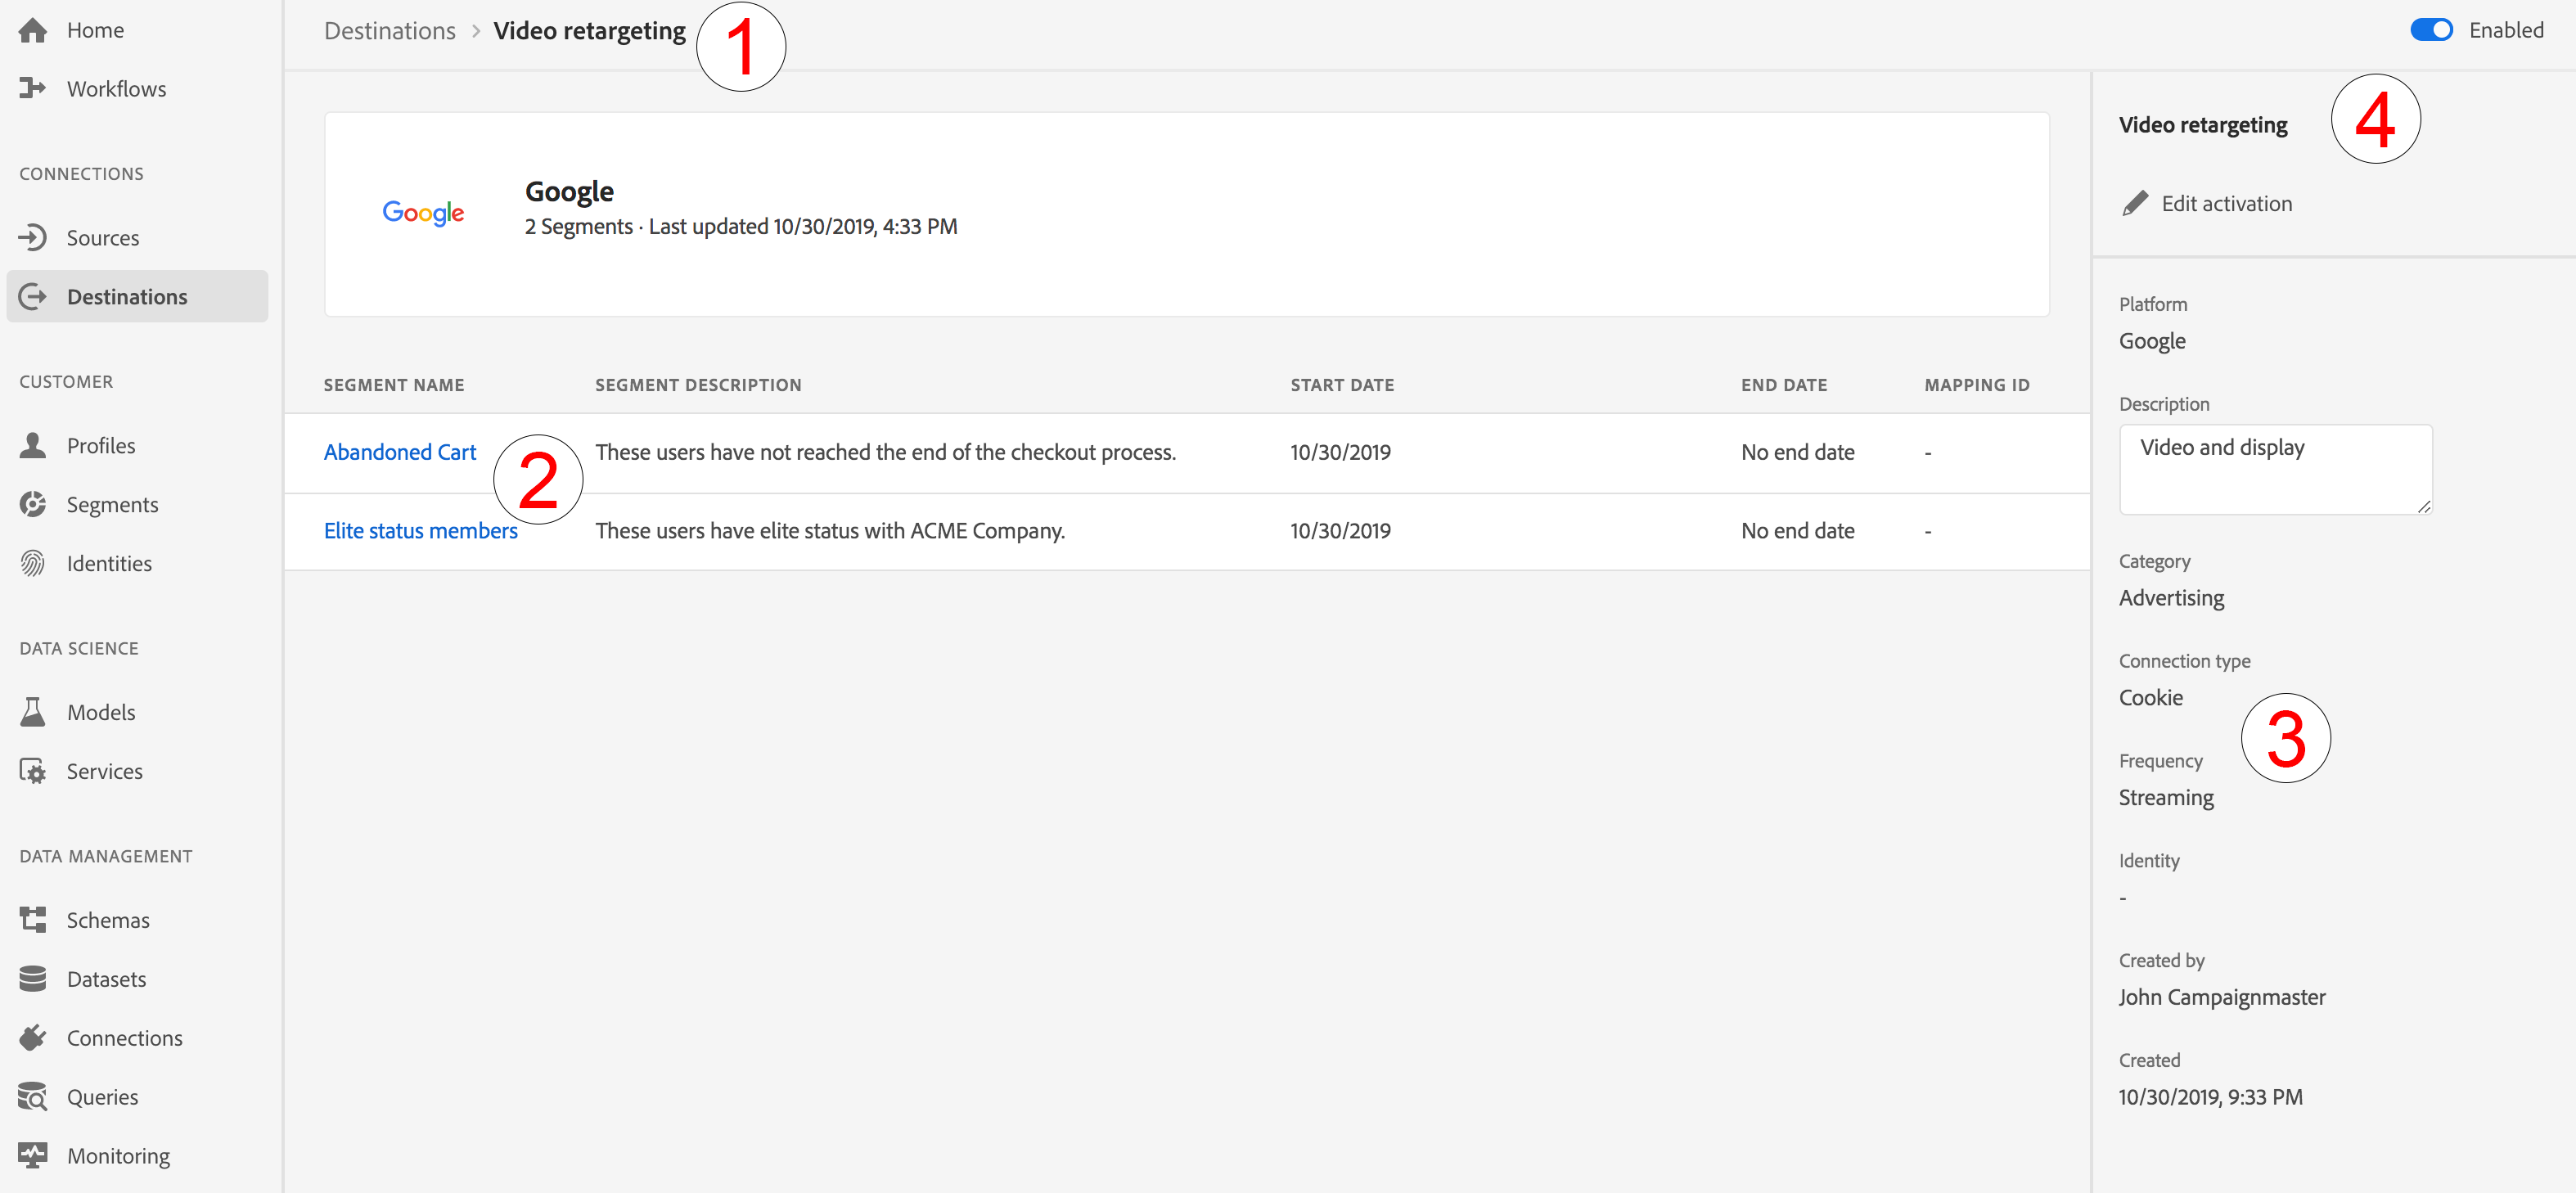 Home
Workflows
CONNECTIONS
Sources
Destinations
CUSTOMER
Profiles
Segments
Identities
DATA SCIENCE
Models
Services
DATA MANAGEMENT
Schemas
Datasets
Connections
Queries
Monitoring
Destinations > Video retargeting
1
Enabled
Google
Google
2 Segments · Last updated 10/30/2019, 4:33 PM
SEGMENT NAME SEGMENT DESCRIPTION START DATE END DATE MAPPING ID
Abandoned Cart These users have not reached the end of the checkout process. 10/30/2019 No end date -
2
Elite status members These users have elite status with ACME Company. 10/30/2019 No end date -
Video retargeting
4
Edit activation
Platform
Google
Description
Video and display
Category
Advertising
Connection type
Cookie
3
Frequency
Streaming
Identity
-
Created by
John Campaignmaster
Created
10/30/2019, 9:33 PM